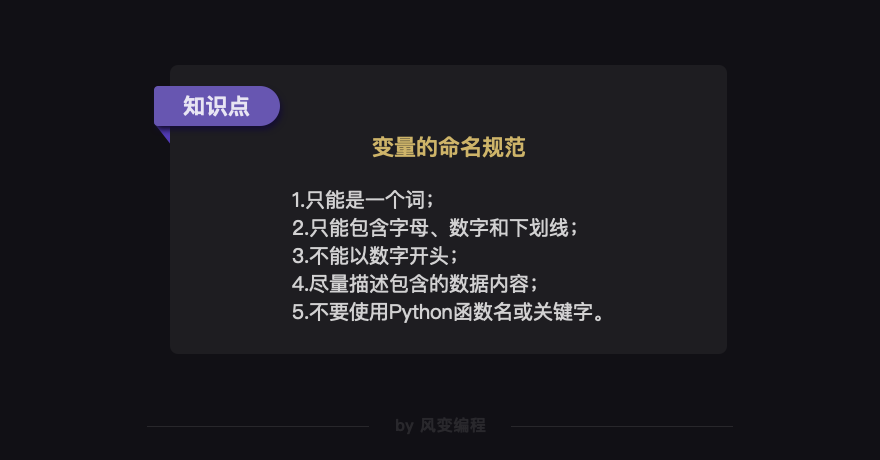 知识点
变量的命名规范
1.只能是一个词；
2.只能包含字母、数字和下划线；
3.不能以数字开头；
4.尽量描述包含的数据内容；
5.不要使用Python函数名或关键字。
by 风变编程